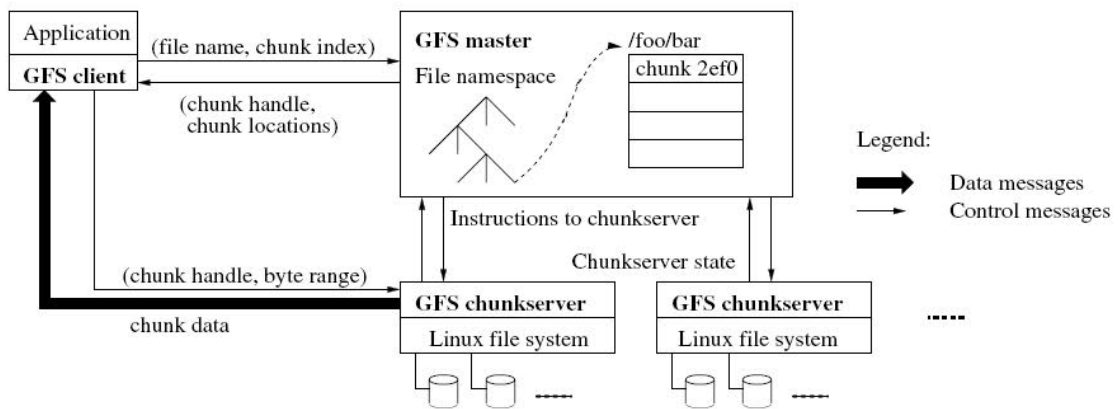 Application
GFS client
(file name, chunk index)
(chunk handle,
chunk locations)
GFS master
File namespace
/foo/bar
chunk 2ef0
Legend:
Data messages
Control messages
Instructions to chunkserver
Chunkserver state
(chunk handle, byte range)
chunk data
GFS chunkserver
Linux file system
GFS chunkserver
Linux file system